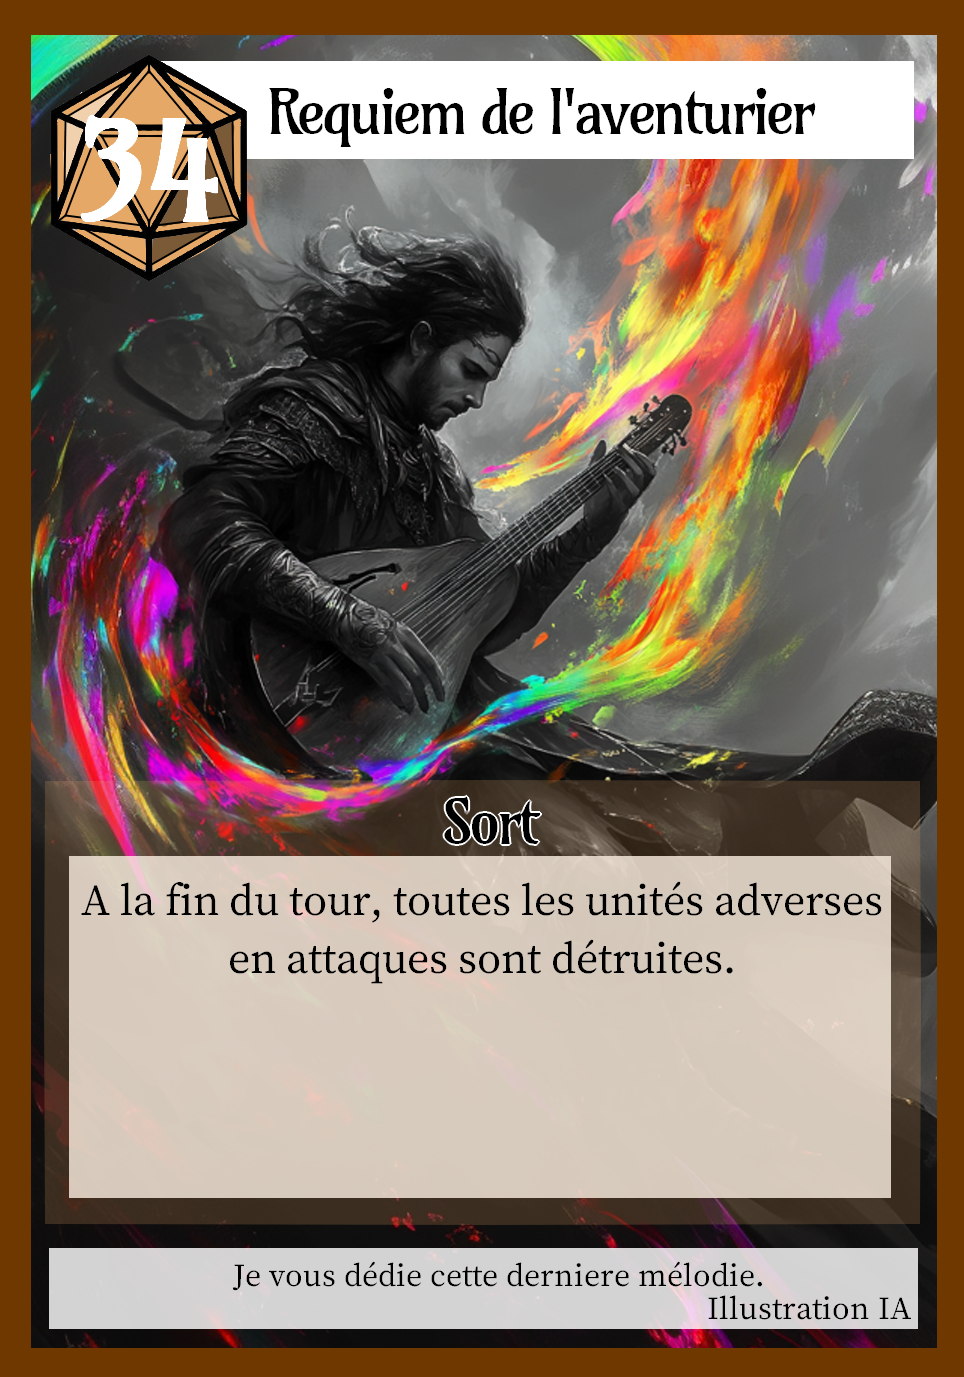 34
Requiem de l'aventurier
Sort
A la fin du tour, toutes les unités adverses
en attaques sont détruites.
Je vous dédie cette derniere mélodie.
Illustration IA